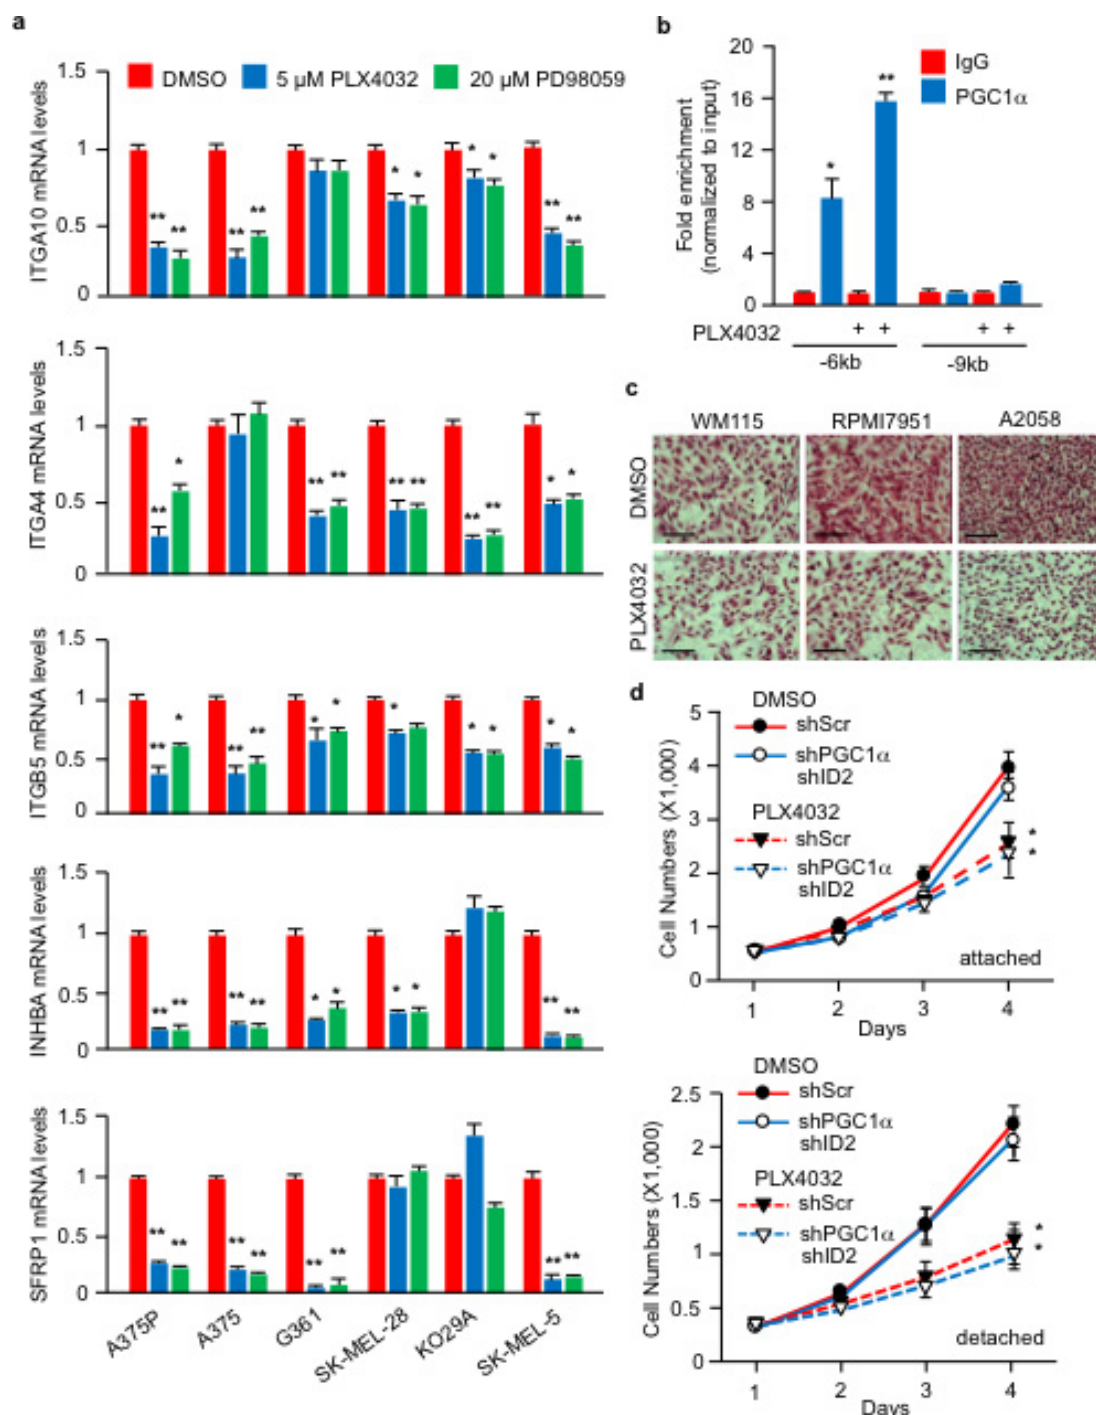 a
DMSO 5 µM PLX4032 20 µM PD98059
ITGA10 mRNA levels
1.5
1
0.5
0
** ** ** ** * * * * ** **
ITGA4 mRNA levels
1.5
1
0.5
0
** * ** ** ** ** ** ** * *
ITGB5 mRNA levels
1.5
1
0.5
0
** * ** ** * * * * * * *
INHBA mRNA levels
1.5
1
0.5
0
** ** ** ** * * * * ** **
SFRP1 mRNA levels
1.5
1
0.5
0
** ** ** ** ** ** ** **
A375P A375 G361 SK-MEL-28 KO29A SK-MEL-5
b
Fold enrichment
(normalized to input)
20
16
12
8
4
0
IgG
PGC1α
* **
PLX4032 + + + +
-6kb -9kb
c
WM115 RPMI7951 A2058
DMSO
PLX4032
d
Cell Numbers (X1,000)
5
4
3
2
1
0
DMSO
shScr
shPGC1α
shID2
PLX4032
shScr
shPGC1α
shID2
*
*
attached
1 2 3 4
Days
Cell Numbers (X1,000)
2.5
2
1.5
1
0.5
0
DMSO
shScr
shPGC1α
shID2
PLX4032
shScr
shPGC1α
shID2
*
*
detached
1 2 3 4
Days